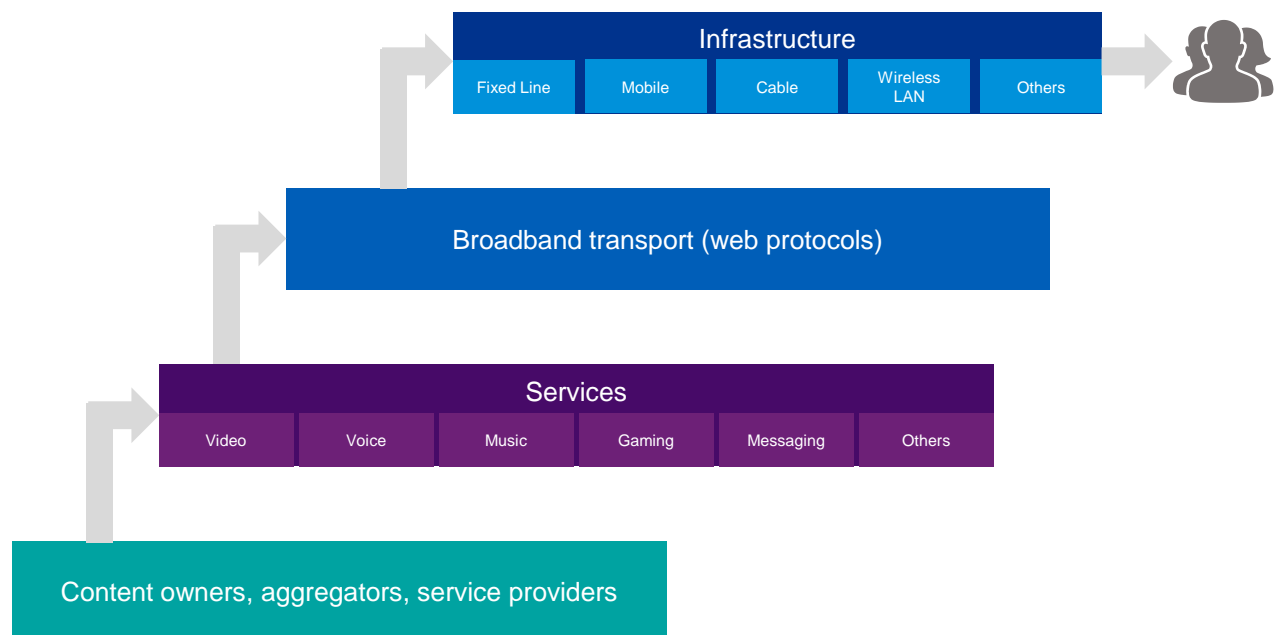 Infrastructure
Fixed Line
Mobile
Cable
Wireless
LAN
Others
Broadband transport (web protocols)
Services
Video
Voice
Music
Gaming
Messaging
Others
Content owners, aggregators, service providers